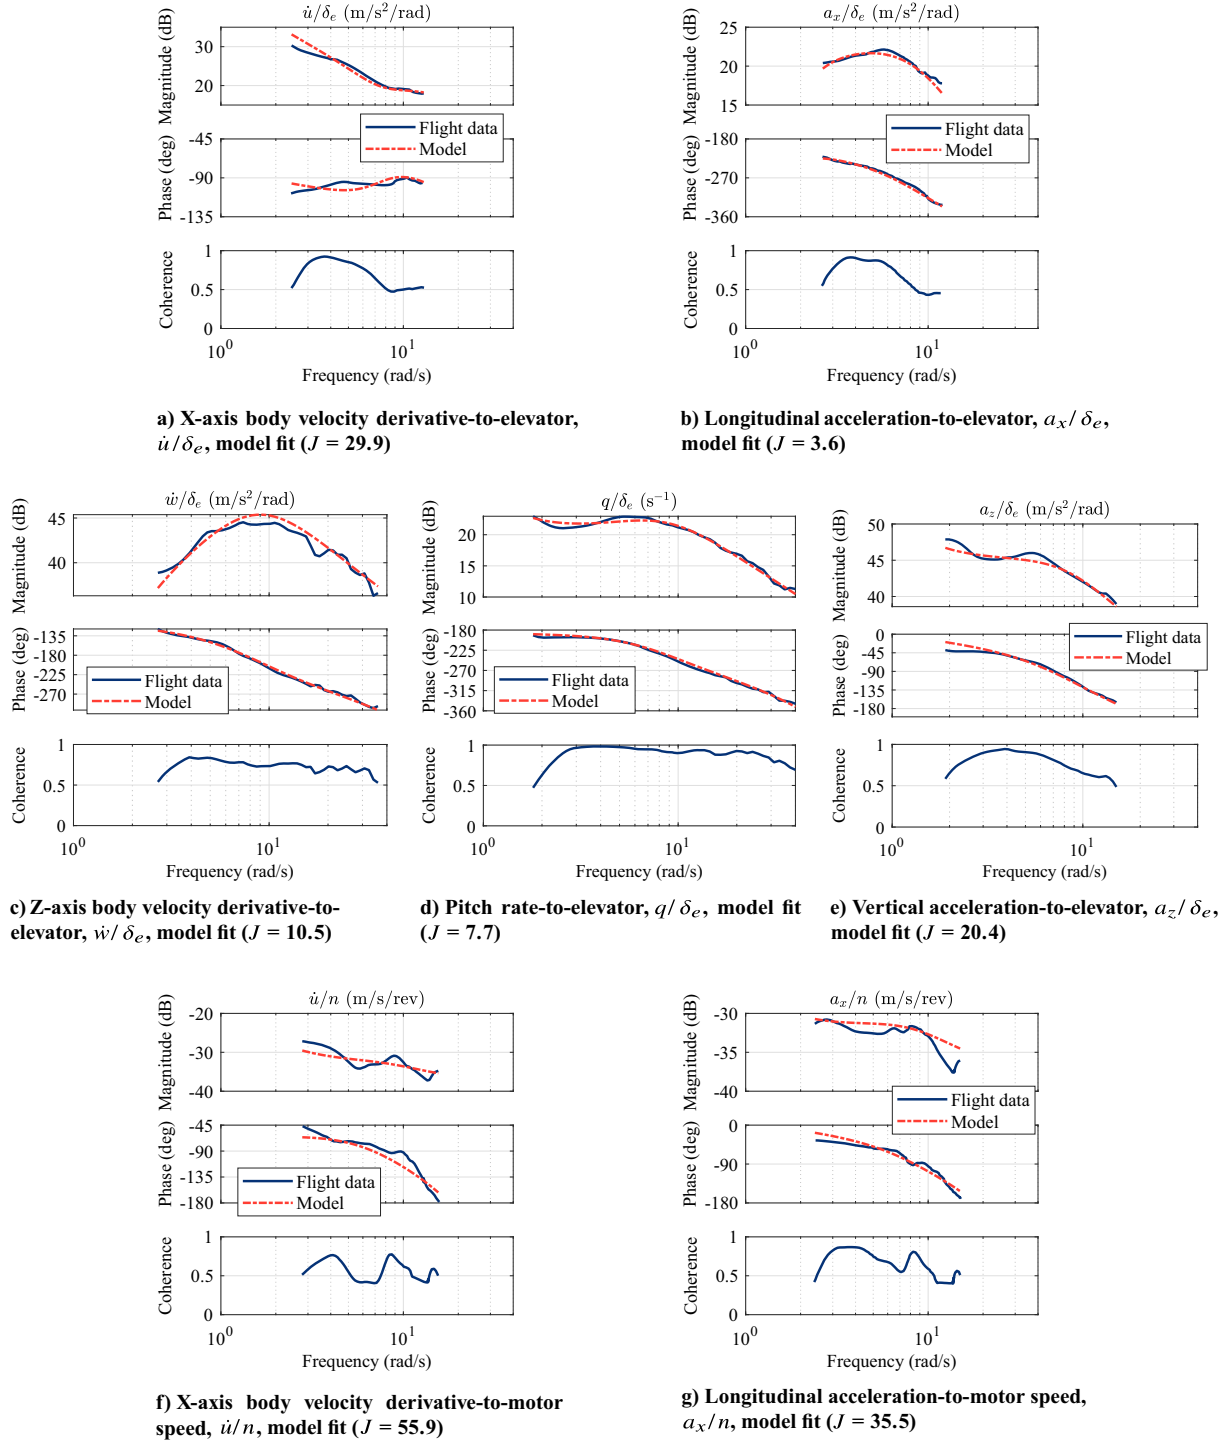 u̇/δₑ (m/s²/rad)
Magnitude (dB)
30
20
Phase (deg)
-45
-90
-135
Flight data
Model
Coherence
1
0.5
0
10⁰
10¹
Frequency (rad/s)
a) X-axis body velocity derivative-to-elevator,
u̇/δₑ, model fit (J = 29.9)
aₓ/δₑ (m/s²/rad)
Magnitude (dB)
25
20
15
Phase (deg)
-180
-270
-360
Flight data
Model
Coherence
1
0.5
0
10⁰
10¹
Frequency (rad/s)
b) Longitudinal acceleration-to-elevator, aₓ/δₑ,
model fit (J = 3.6)
ẇ/δₑ (m/s²/rad)
Magnitude (dB)
45
40
Phase (deg)
-135
-180
-225
-270
Flight data
Model
Coherence
1
0.5
0
10⁰
10¹
Frequency (rad/s)
c) Z-axis body velocity derivative-to-
elevator, ẇ/δₑ, model fit (J = 10.5)
q/δₑ (s⁻¹)
Magnitude (dB)
20
15
10
Phase (deg)
-180
-225
-270
-315
-360
Flight data
Model
Coherence
1
0.5
0
10⁰
10¹
Frequency (rad/s)
d) Pitch rate-to-elevator, q/δₑ, model fit
(J = 7.7)
a_z/δₑ (m/s²/rad)
Magnitude (dB)
50
45
40
Phase (deg)
0
-45
-90
-135
-180
Flight data
Model
Coherence
1
0.5
0
10⁰
10¹
Frequency (rad/s)
e) Vertical acceleration-to-elevator, a_z/δₑ,
model fit (J = 20.4)
u̇/n (m/s/rev)
Magnitude (dB)
-20
-30
-40
Phase (deg)
-45
-90
-135
-180
Flight data
Model
Coherence
1
0.5
0
10⁰
10¹
Frequency (rad/s)
f) X-axis body velocity derivative-to-motor
speed, u̇/n, model fit (J = 55.9)
aₓ/n (m/s/rev)
Magnitude (dB)
-30
-35
-40
Phase (deg)
0
-90
-180
Flight data
Model
Coherence
1
0.5
0
10⁰
10¹
Frequency (rad/s)
g) Longitudinal acceleration-to-motor speed,
aₓ/n, model fit (J = 35.5)